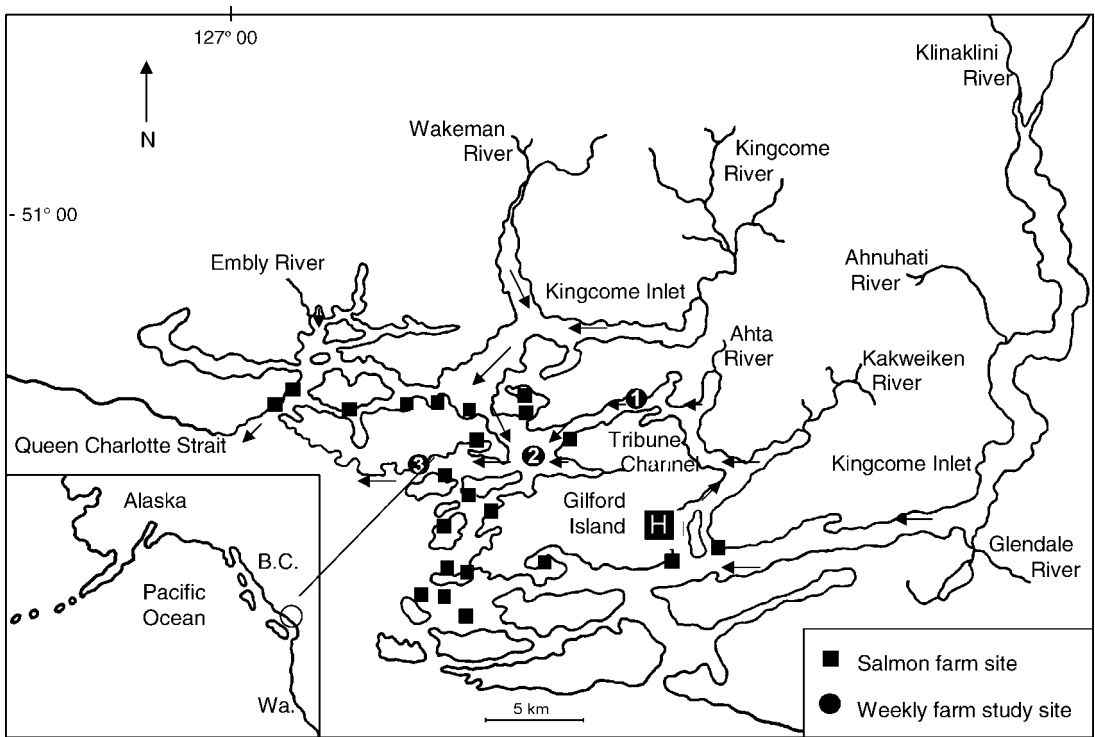 127° 00
N
51° 00
Klinaklini
River
Wakeman
River
Kingcome
River
Embly River
Kingcome Inlet
Ahnuhati
River
Ahta
River
Kakweiken
River
1
Queen Charlotte Strait
Tribune
Channel
2
3
Kingcome Inlet
Gilford
Island
H
Glendale
River
Alaska
B.C.
Pacific
Ocean
Wa.
5 km
Salmon farm site
Weekly farm study site